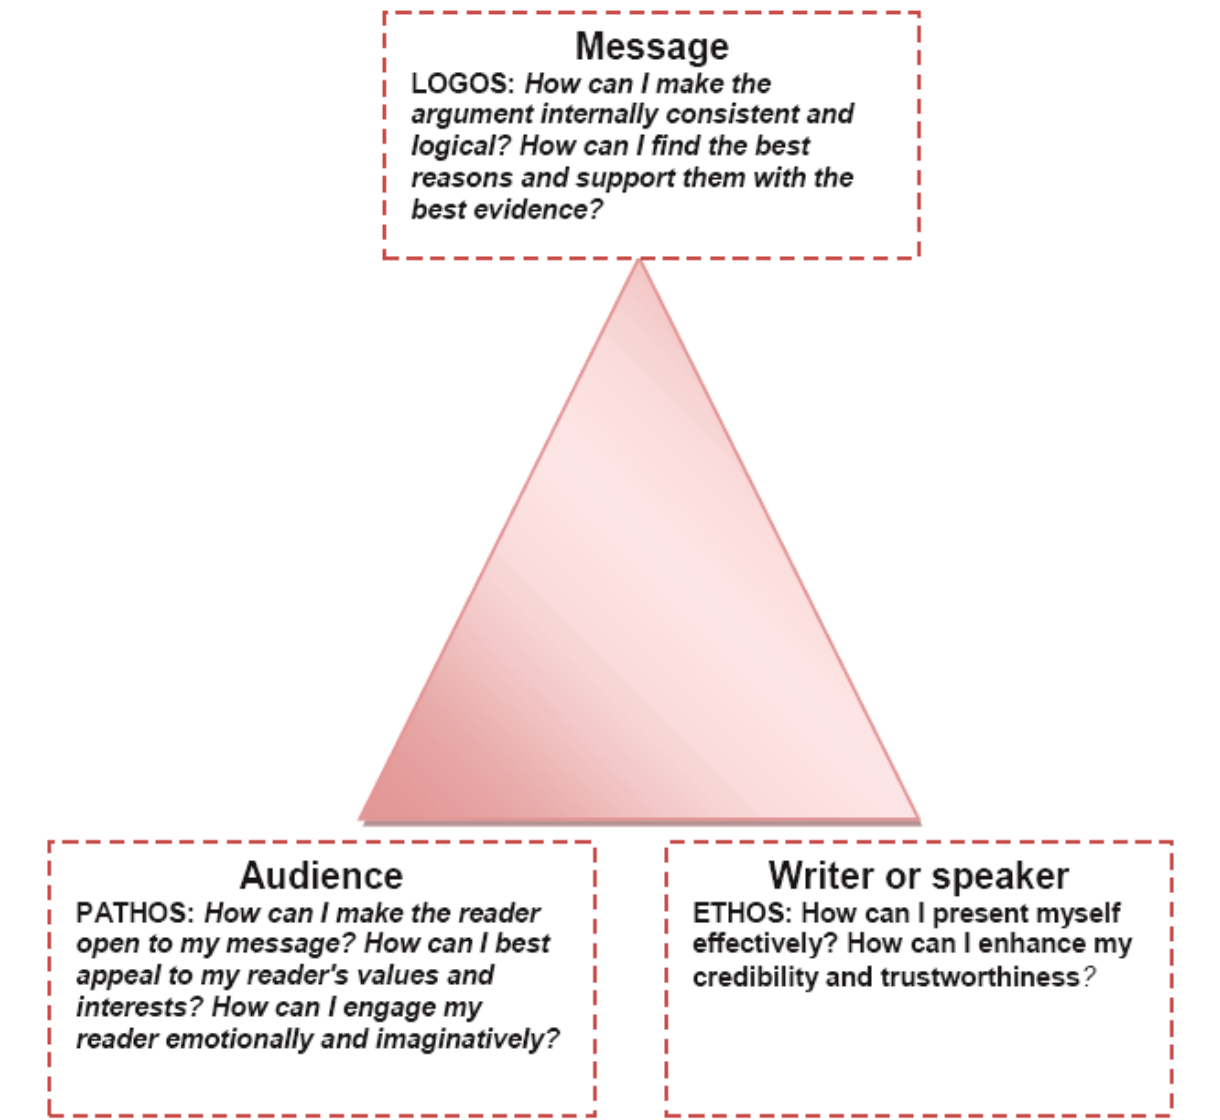 Message
LOGOS: How can I make the
argument internally consistent and
logical? How can I find the best
reasons and support them with the
best evidence?
Audience
PATHOS: How can I make the reader
open to my message? How can I best
appeal to my reader's values and
interests? How can I engage my
reader emotionally and imaginatively?
Writer or speaker
ETHOS: How can I present myself
effectively? How can I enhance my
credibility and trustworthiness?